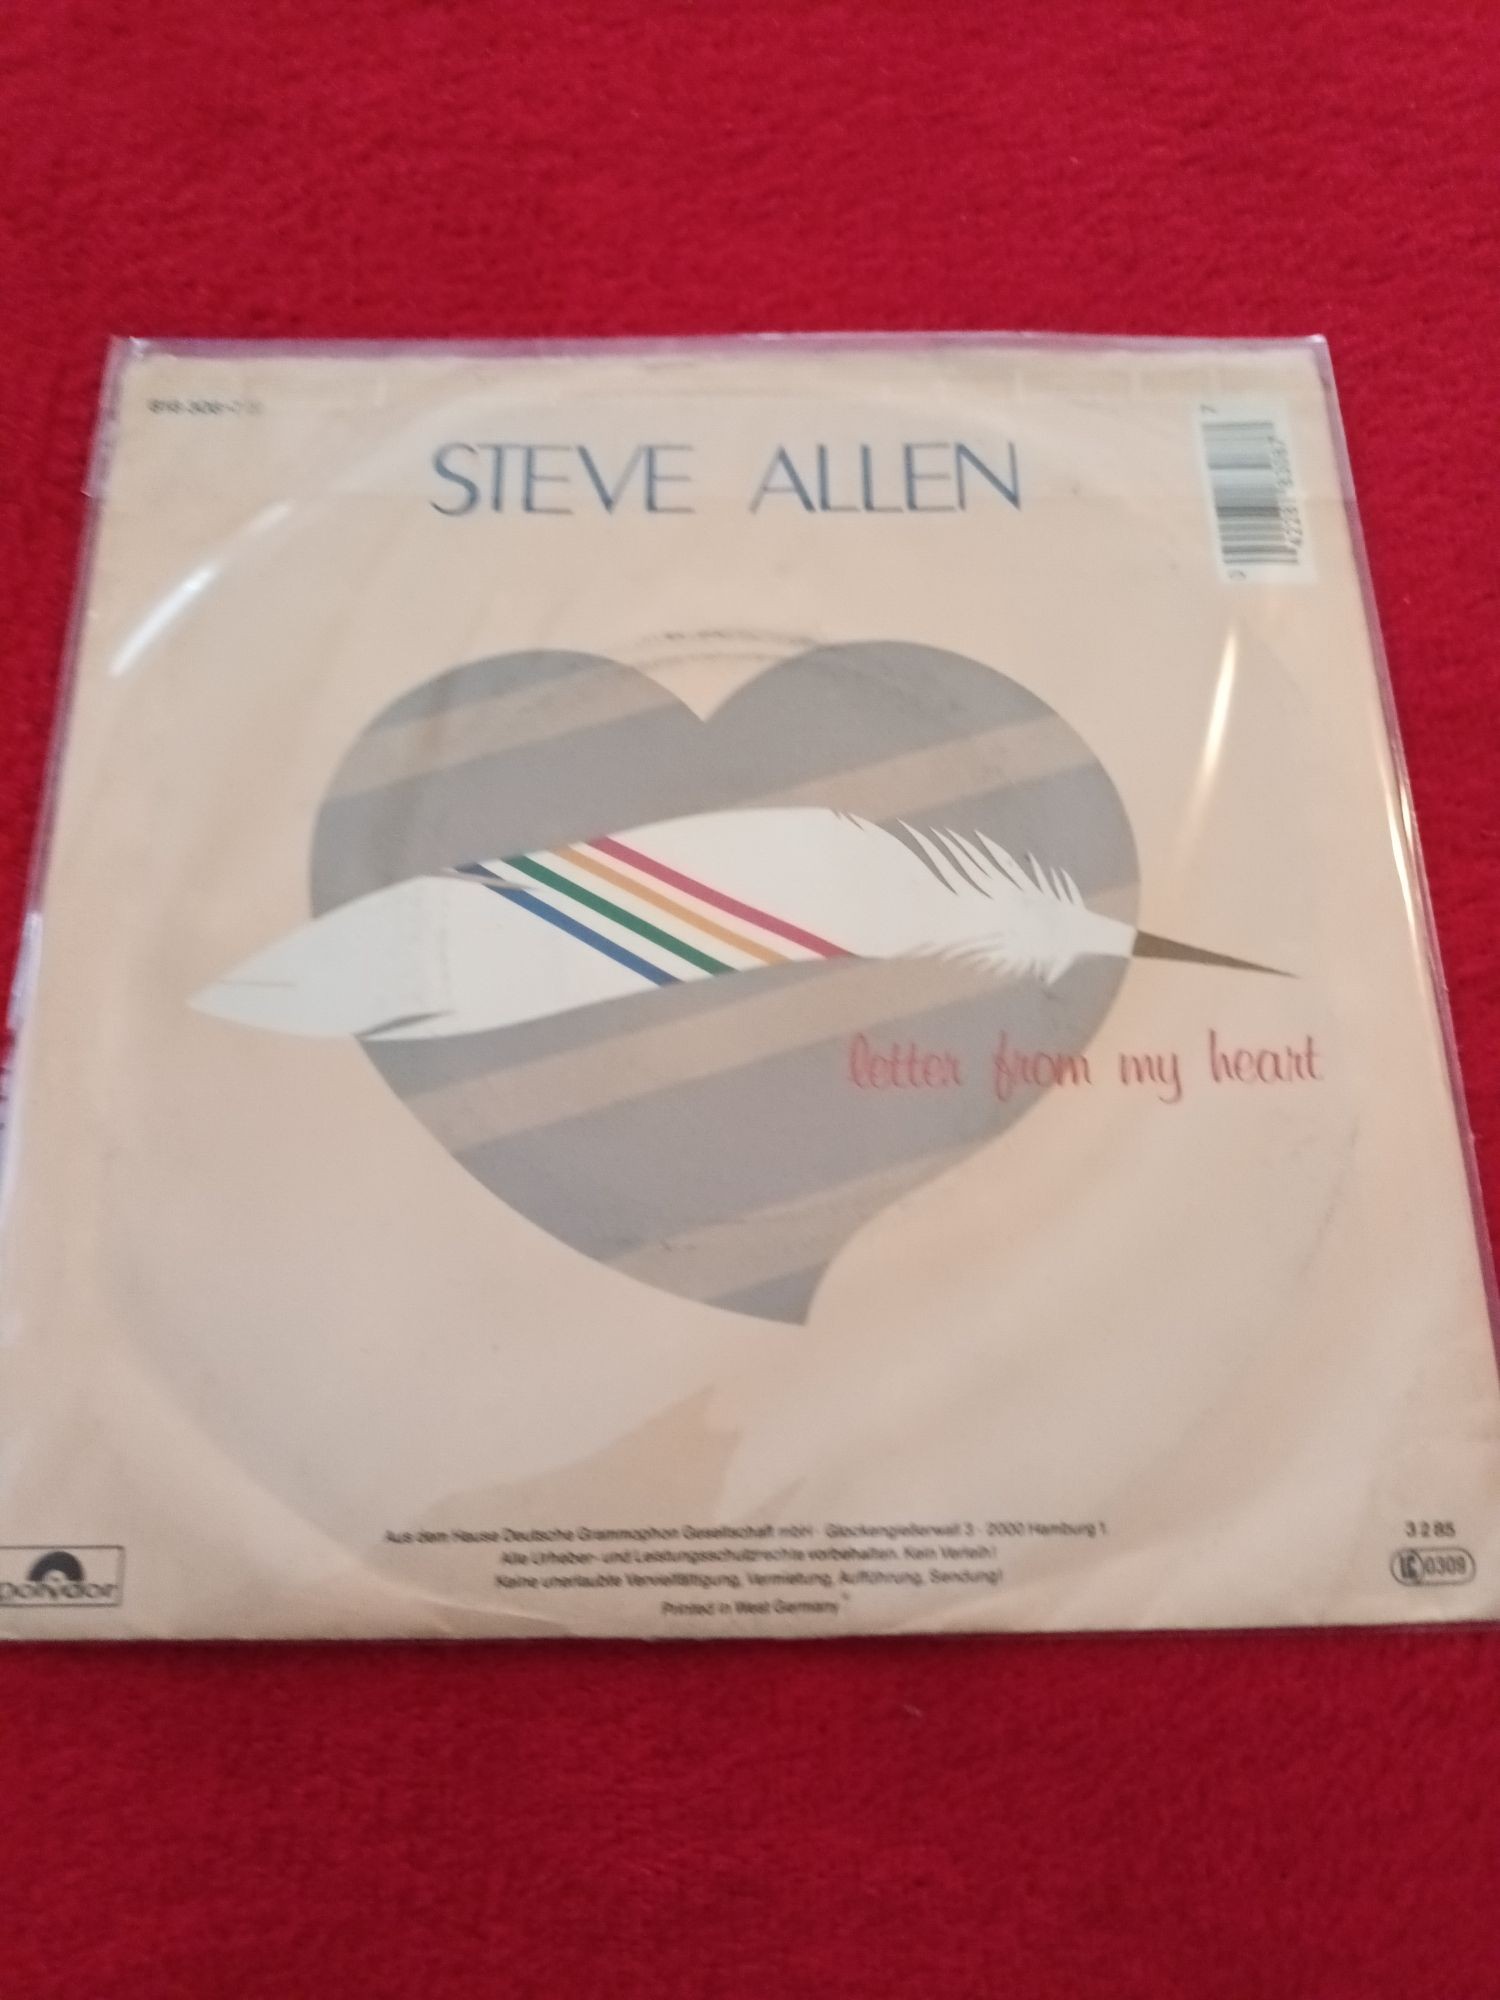 STEVE ALLEN
letter from my heart
Aus dem Hause Deutsche Grammophon Gesellschaft mbH · Glockengießerwall 3 · 2000 Hamburg 1
Alle Urheber- und Leistungsschutzrechte vorbehalten. Kein Verleih!
Keine unerlaubte Vervielfältigung, Vermietung, Aufführung, Sendung!
Printed in West Germany
polydor
3 2 85
LC 0309